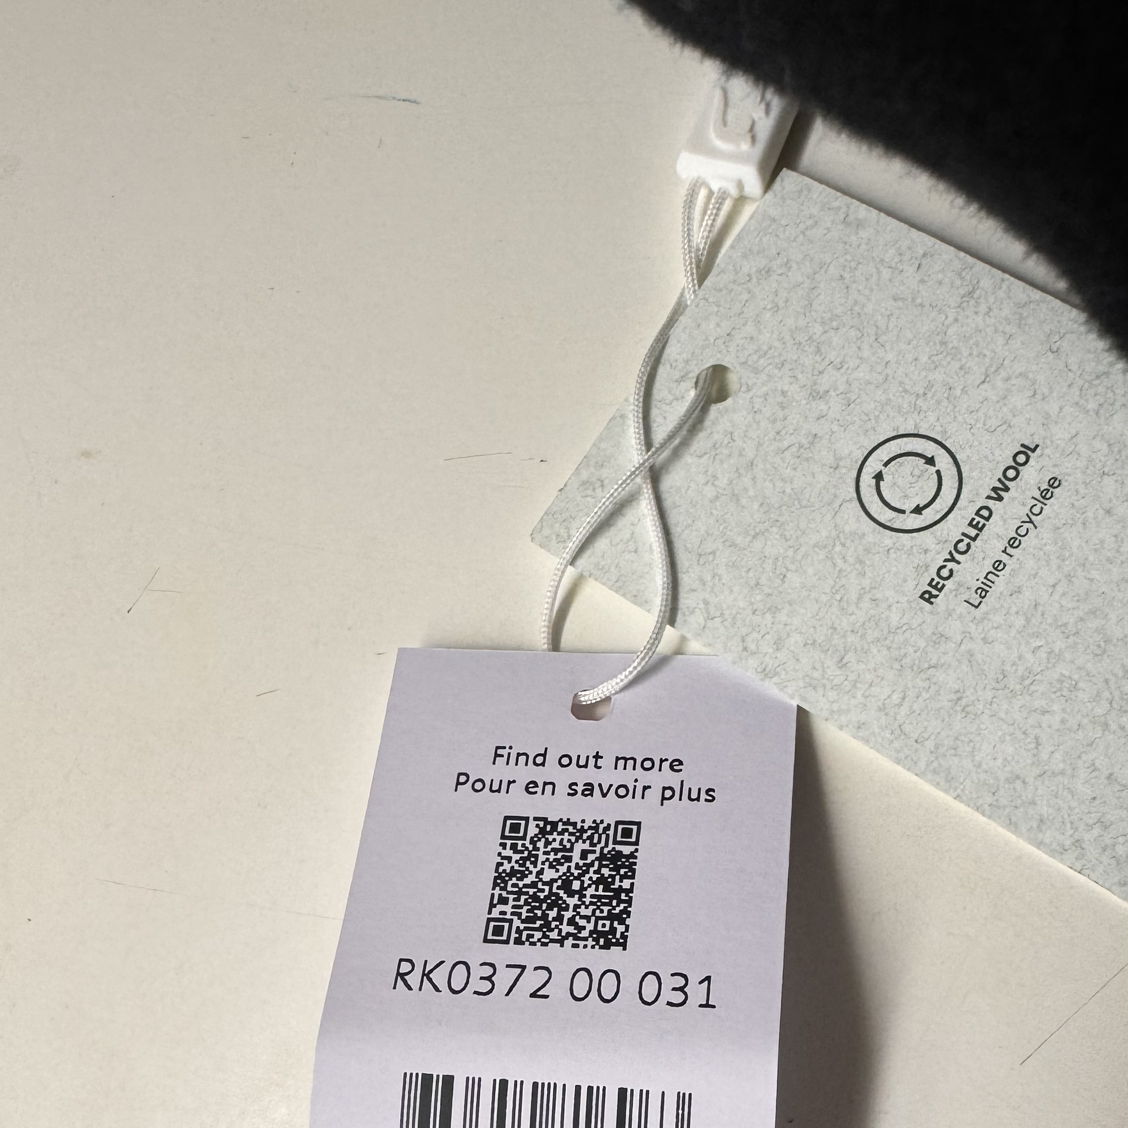 RECYCLED WOOL
Laine recyclée
Find out more
Pour en savoir plus
RK0372 00 031